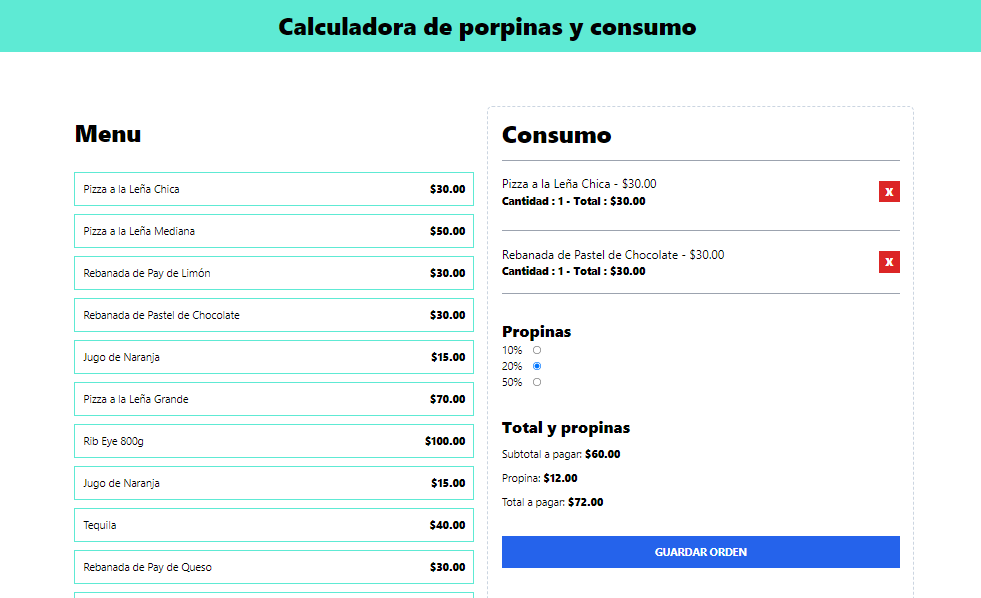 Calculadora de porpinas y consumo
Menu
Pizza a la Leña Chica $30.00
Pizza a la Leña Mediana $50.00
Rebanada de Pay de Limón $30.00
Rebanada de Pastel de Chocolate $30.00
Jugo de Naranja $15.00
Pizza a la Leña Grande $70.00
Rib Eye 800g $100.00
Jugo de Naranja $15.00
Tequila $40.00
Rebanada de Pay de Queso $30.00
Consumo
Pizza a la Leña Chica - $30.00
Cantidad : 1 - Total : $30.00
X
Rebanada de Pastel de Chocolate - $30.00
Cantidad : 1 - Total : $30.00
X
Propinas
10%
20%
50%
Total y propinas
Subtotal a pagar: $60.00
Propina: $12.00
Total a pagar: $72.00
GUARDAR ORDEN